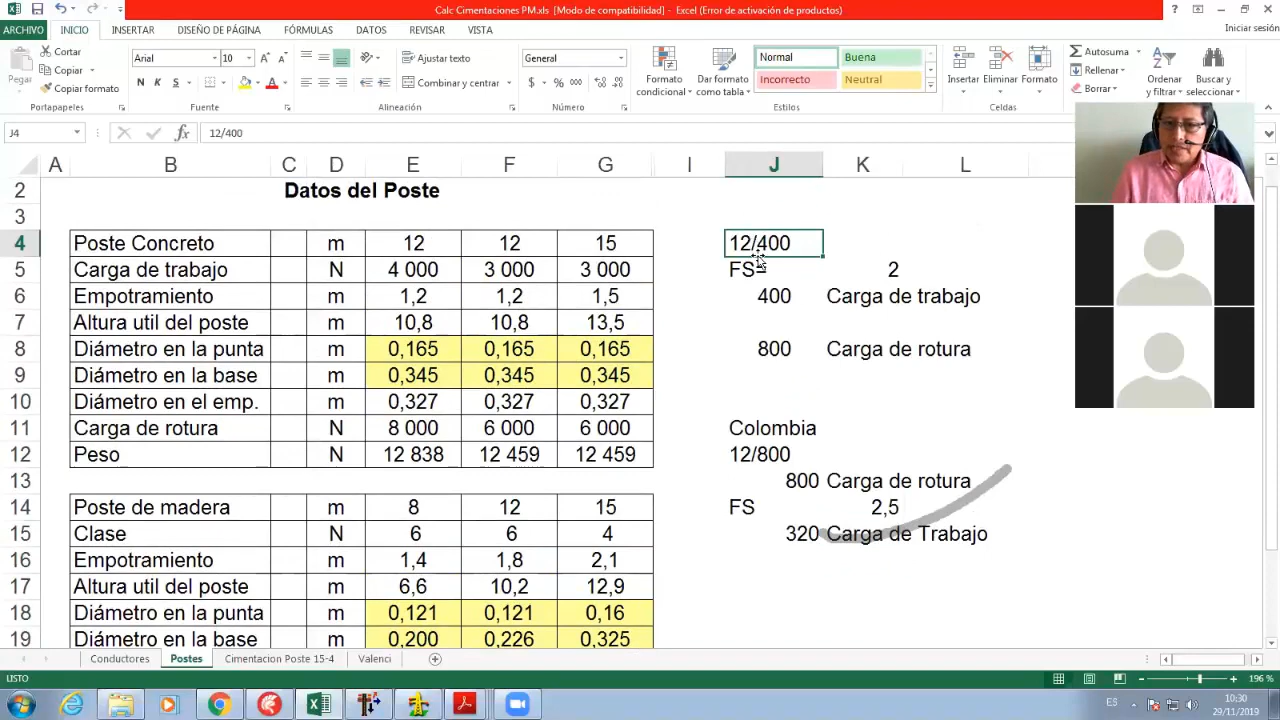 Calc Cimentaciones PM.xls [Modo de compatibilidad] - Excel (Error de activación de productos)
ARCHIVO INICIO INSERTAR DISEÑO DE PÁGINA FÓRMULAS DATOS REVISAR VISTA Iniciar sesión
Pegar
Cortar
Copiar
Copiar formato
Portapapeles
Arial 10
N K S
Fuente
Ajustar texto
Combinar y centrar
Alineación
General
$ % 000
Número
Formato condicional
Dar formato como tabla
Normal Buena
Incorrecto Neutral
Estilos
Insertar Eliminar Formato
Celdas
Autosuma
Rellenar
Borrar
Ordenar y filtrar
Buscar y seleccionar
Modificar
J4 fx 12/400
A B C D E F G I J K L
2 Datos del Poste
3
4 Poste Concreto m 12 12 15 12/400
5 Carga de trabajo N 4 000 3 000 3 000 FS= 2
6 Empotramiento m 1,2 1,2 1,5 400 Carga de trabajo
7 Altura util del poste m 10,8 10,8 13,5
8 Diámetro en la punta m 0,165 0,165 0,165 800 Carga de rotura
9 Diámetro en la base m 0,345 0,345 0,345
10 Diámetro en el emp. m 0,327 0,327 0,327
11 Carga de rotura N 8 000 6 000 6 000 Colombia
12 Peso N 12 838 12 459 12 459 12/800
13 800 Carga de rotura
14 Poste de madera m 8 12 15 FS 2,5
15 Clase N 6 6 4 320 Carga de Trabajo
16 Empotramiento m 1,4 1,8 2,1
17 Altura util del poste m 6,6 10,2 12,9
18 Diámetro en la punta m 0,121 0,121 0,16
19 Diámetro en la base m 0,200 0,226 0,325
Conductores Postes Cimentacion Poste 15-4 Valenci
LISTO 196 %
ES 10:30
29/11/2019